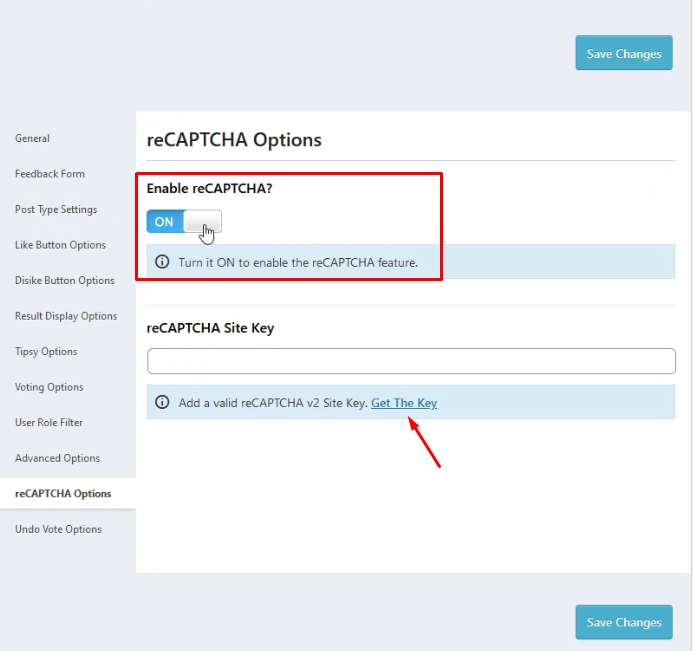 Save Changes
General
Feedback Form
Post Type Settings
Like Button Options
Disike Button Options
Result Display Options
Tipsy Options
Voting Options
User Role Filter
Advanced Options
reCAPTCHA Options
Undo Vote Options
reCAPTCHA Options
Enable reCAPTCHA?
ON
Turn it ON to enable the reCAPTCHA feature.
reCAPTCHA Site Key
Add a valid reCAPTCHA v2 Site Key. Get The Key
Save Changes